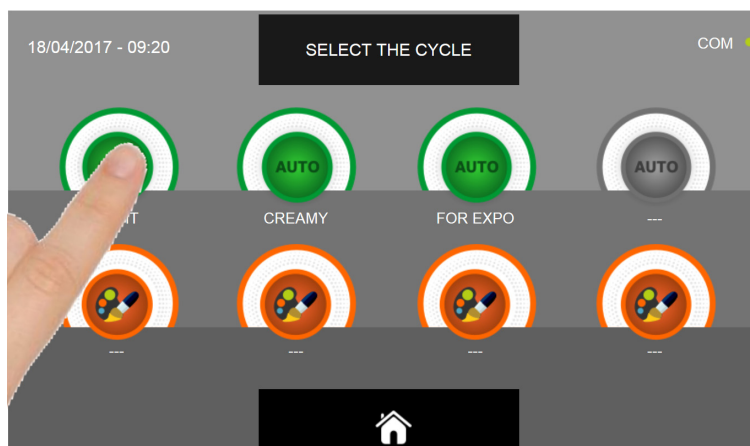 18/04/2017 - 09:20
SELECT THE CYCLE
COM
AUTO
AUTO
AUTO
CREAMY
FOR EXPO
---
---
---
---
---